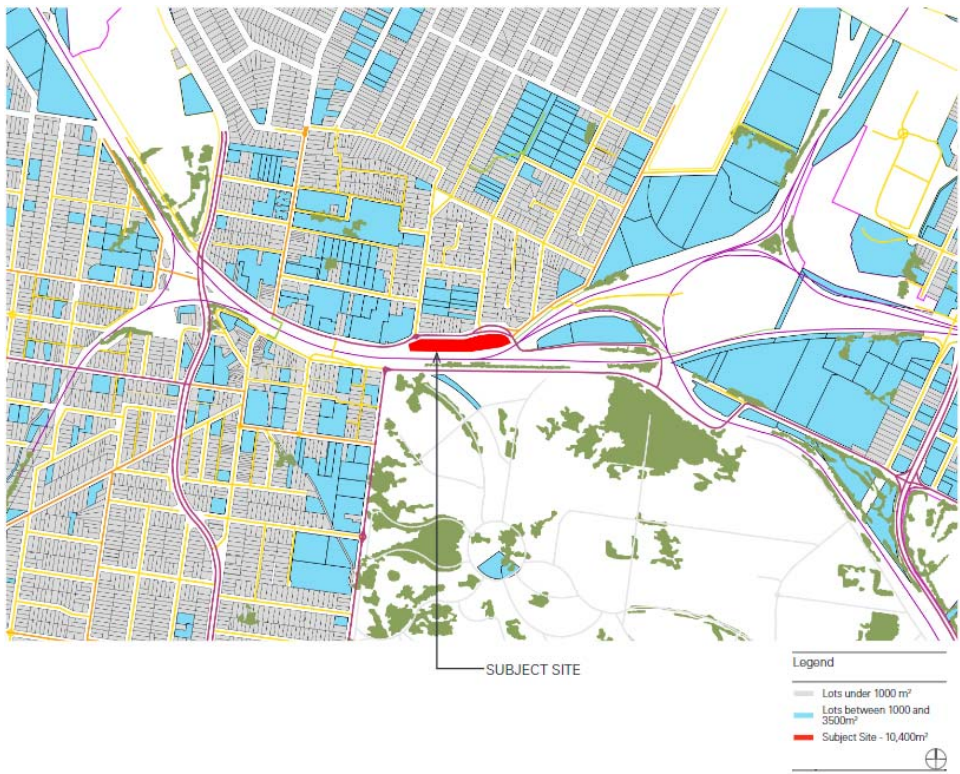 SUBJECT SITE
Legend
Lots under 1000 m²
Lots between 1000 and
3500m²
Subject Site - 10,400m²